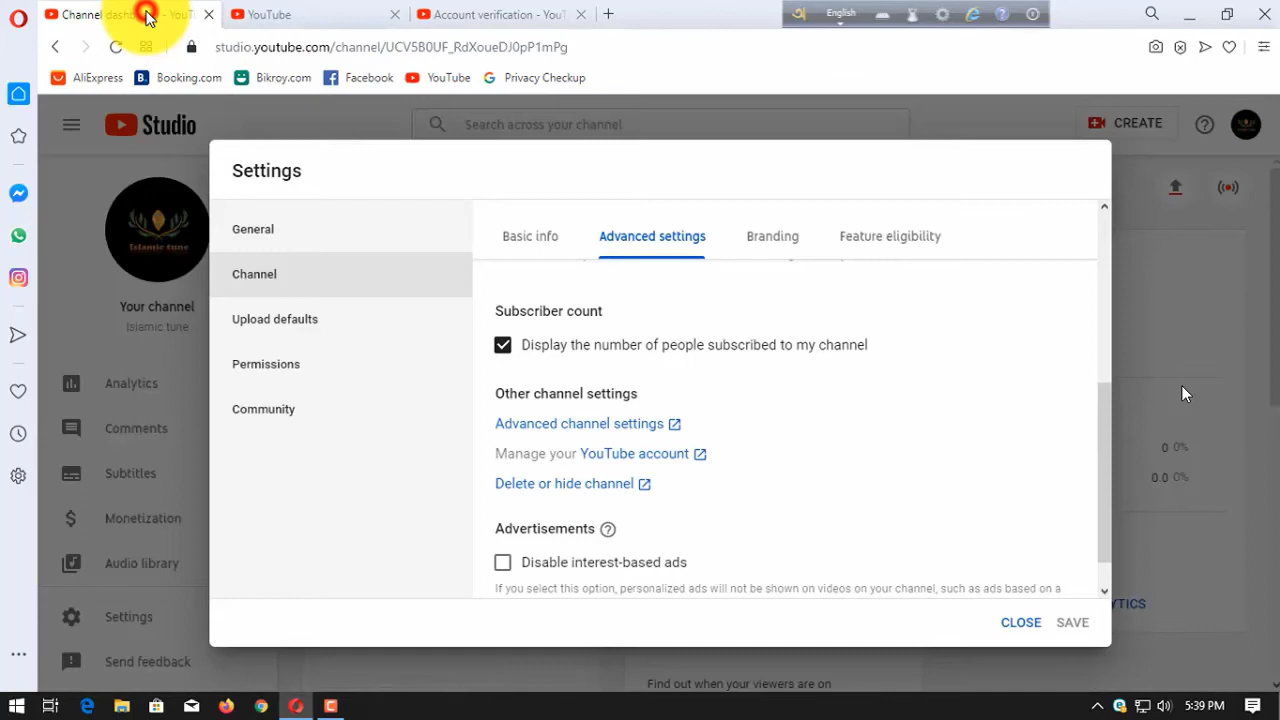 Channel dashboard - YouT
YouTube
Account verification - YouT
English
studio.youtube.com/channel/UCV5B0UF_RdXoueDJ0pP1mPg
AliExpress
Booking.com
Bikroy.com
Facebook
YouTube
Privacy Checkup
Studio
Search across your channel
CREATE
Settings
Islamic tune
Your channel
Islamic tune
Analytics
Comments
Subtitles
Monetization
Audio library
Settings
Send feedback
General
Channel
Upload defaults
Permissions
Community
Basic info
Advanced settings
Branding
Feature eligibility
Subscriber count
Display the number of people subscribed to my channel
Other channel settings
Advanced channel settings
Manage your YouTube account
Delete or hide channel
Advertisements
Disable interest-based ads
If you select this option, personalized ads will not be shown on videos on your channel, such as ads based on a
CLOSE
SAVE
0 0%
0.0 0%
YTICS
Find out when your viewers are on
5:39 PM